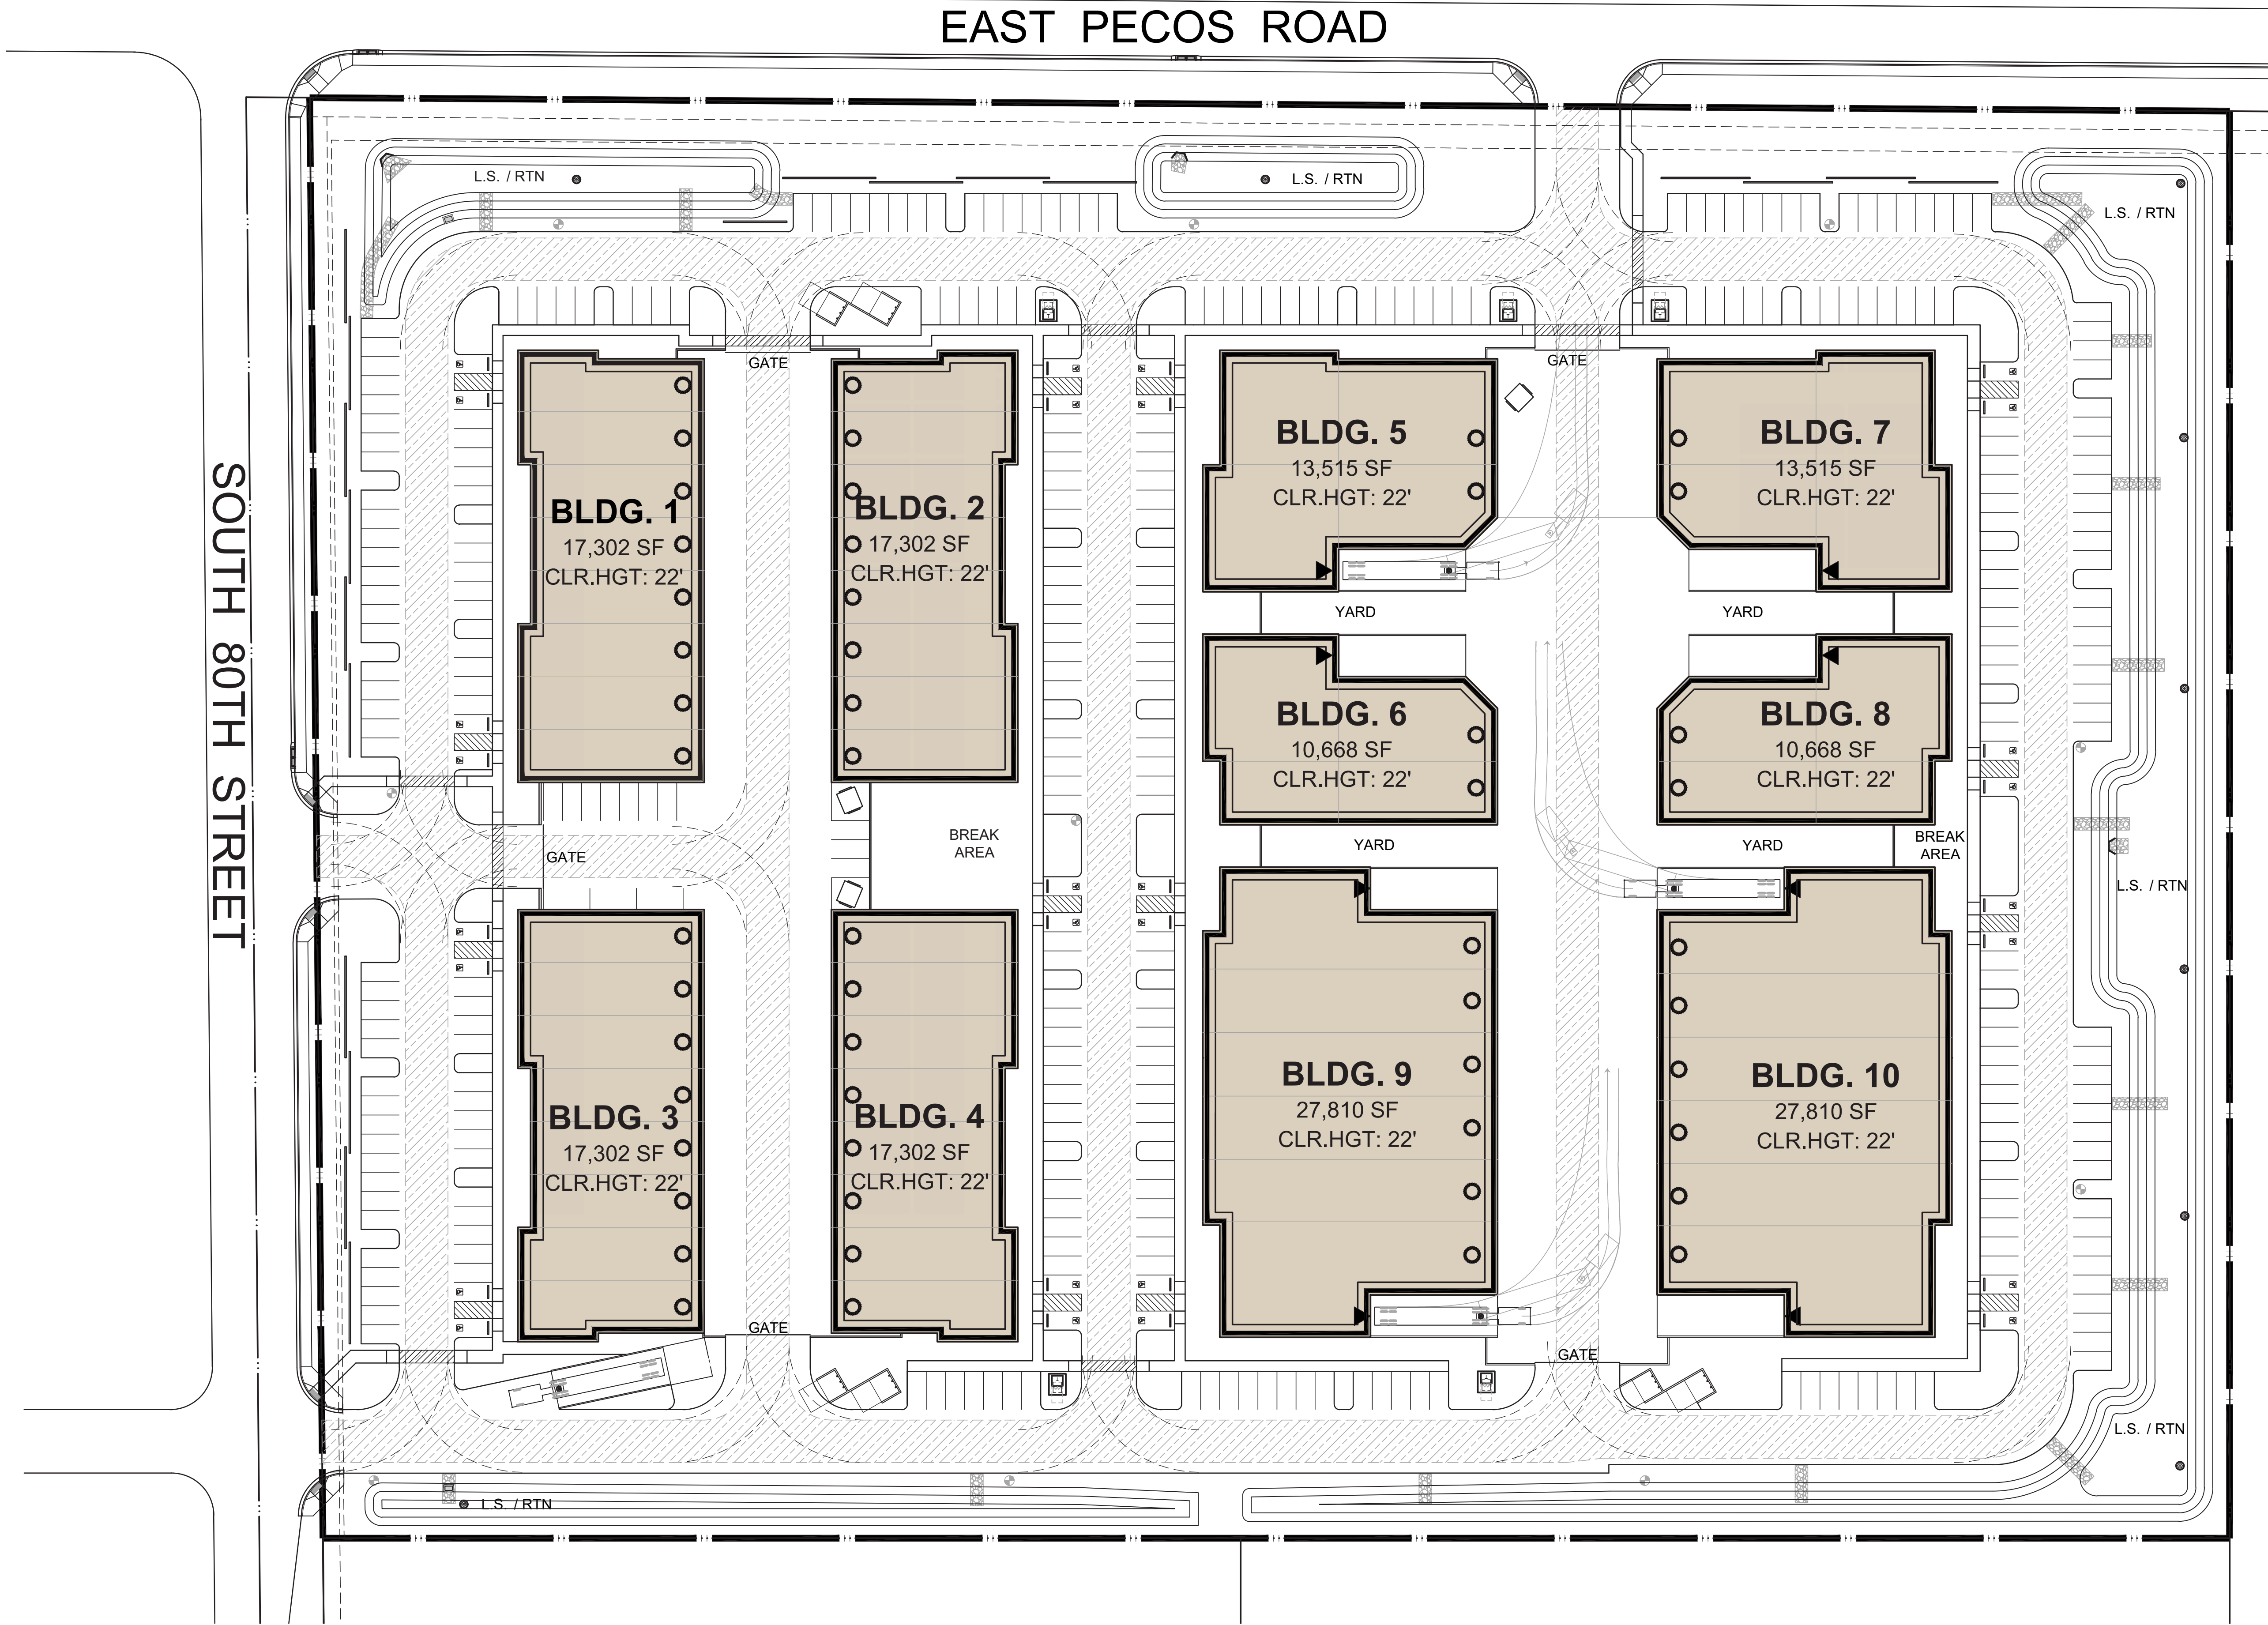 EAST PECOS ROAD
L.S. / RTN
L.S. / RTN
L.S. / RTN
GATE
GATE
BLDG. 1
17,302 SF
CLR.HGT: 22'
BLDG. 2
17,302 SF
CLR.HGT: 22'
BLDG. 5
13,515 SF
CLR.HGT: 22'
BLDG. 7
13,515 SF
CLR.HGT: 22'
SOUTH 80TH STREET
YARD
YARD
BLDG. 6
10,668 SF
CLR.HGT: 22'
BLDG. 8
10,668 SF
CLR.HGT: 22'
GATE
BREAK
AREA
YARD
YARD
BREAK
AREA
L.S. / RTN
BLDG. 3
17,302 SF
CLR.HGT: 22'
BLDG. 4
17,302 SF
CLR.HGT: 22'
BLDG. 9
27,810 SF
CLR.HGT: 22'
BLDG. 10
27,810 SF
CLR.HGT: 22'
GATE
GATE
L.S. / RTN
L.S. / RTN